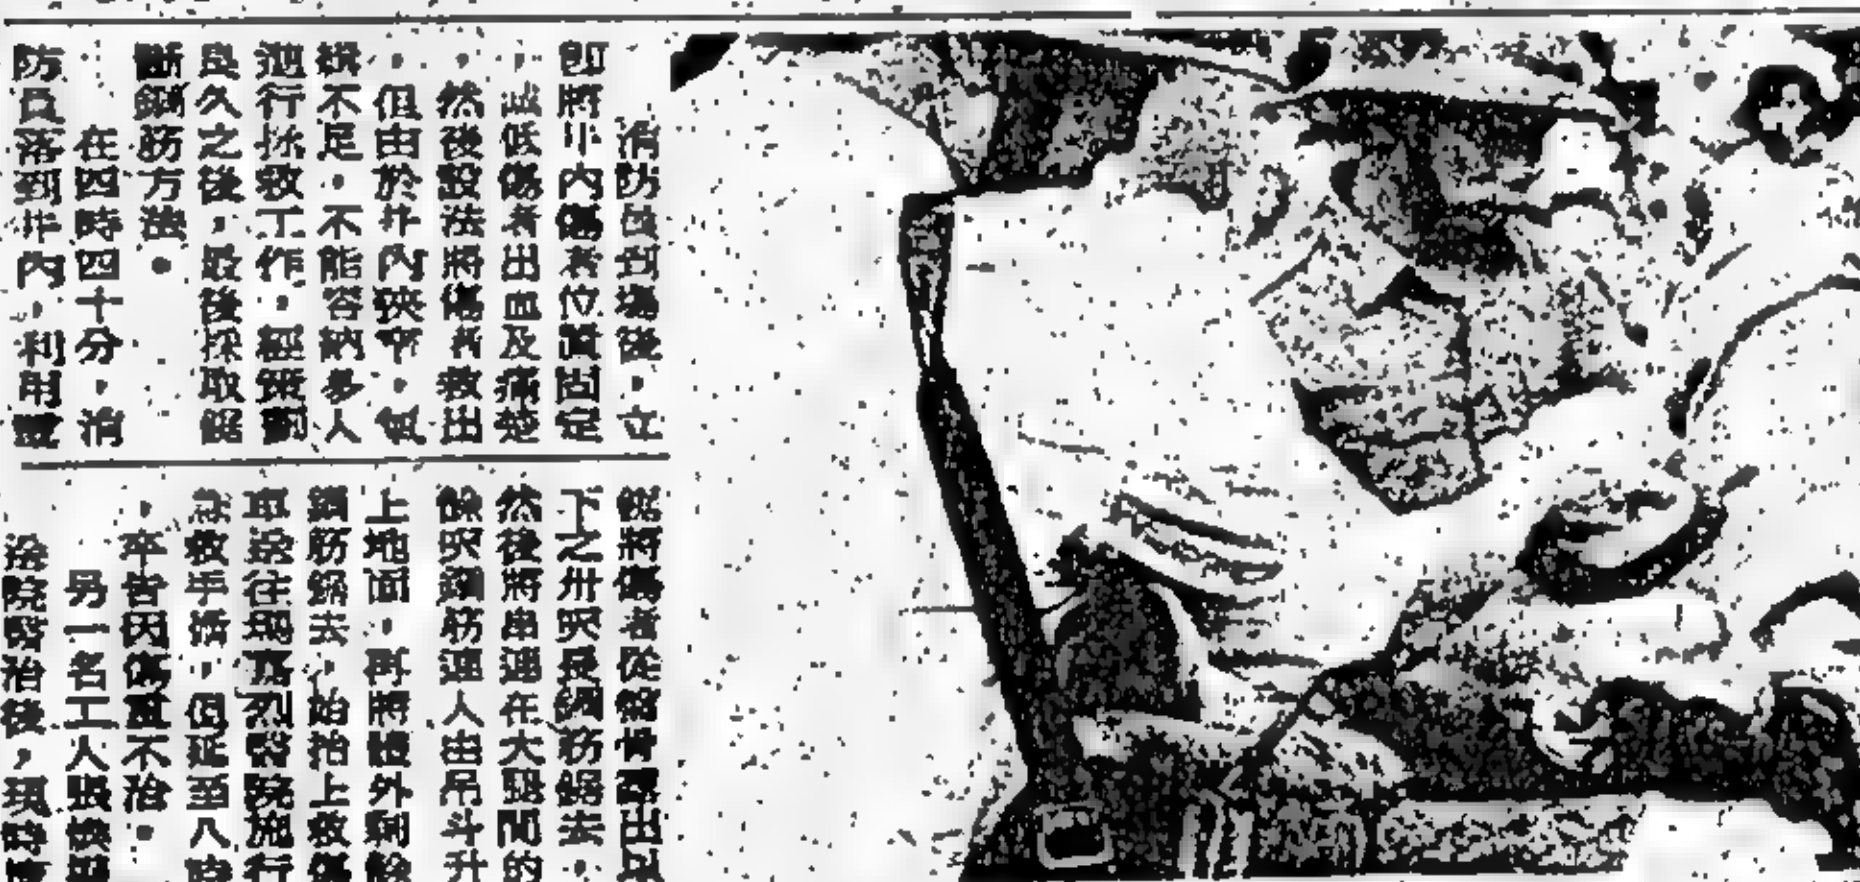 消防員到場後，立
即將井內傷者位置固定
，減低傷者出血及痛楚
，然後設法將傷者救出
。但由於井內狹窄，氧
氣不足，不能容納多人
進行拯救工作。經策劃
良久之後，最後採取鋸
斷鋼筋方法。
在四時四十分，消
防員落到井內，利用
能將傷者從髂骨露出以
下之卅呎長鋼筋鋸去，
然後將串連在大腿間的
餘呎鋼筋連人由吊斗升
上地面，再將體外剩餘
鋼筋鋸去，始抬上救傷
車送往瑪嘉烈醫院施行
急救手術，但延至八時
，卒告因傷重不治。
另一名工人張
送院醫治後，現時